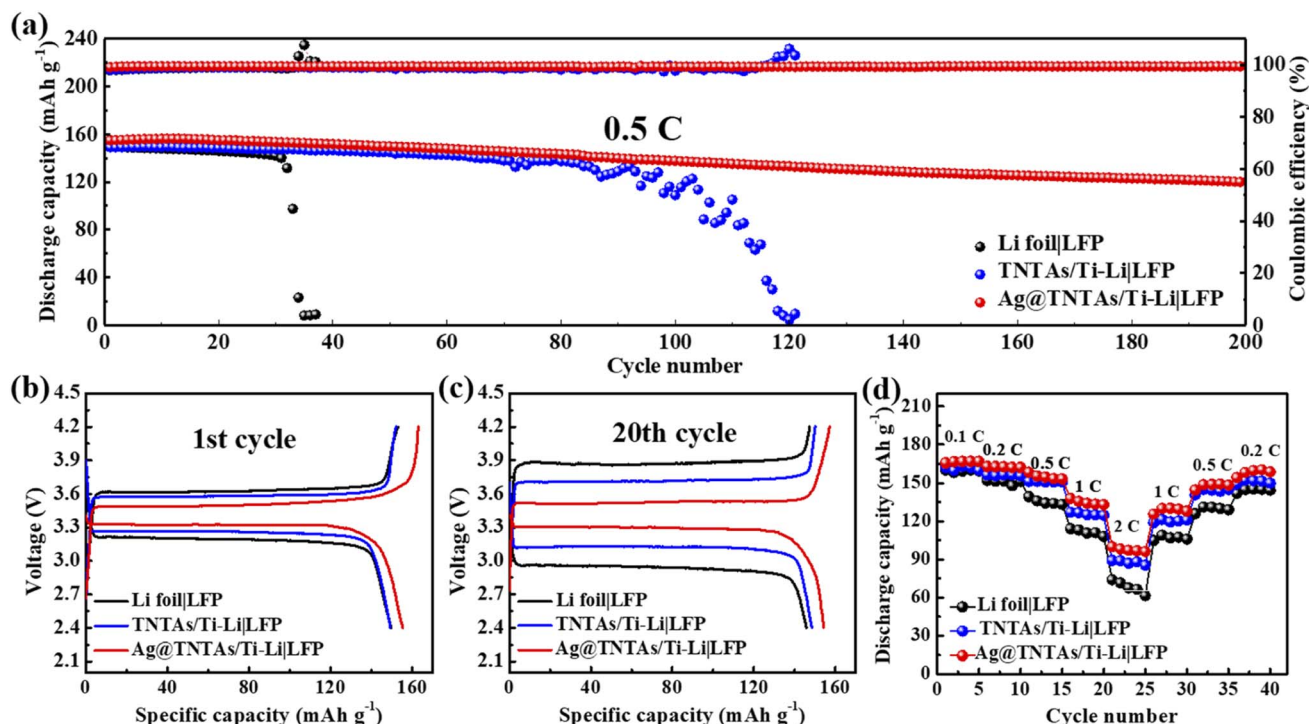 (a)
240
210
180
150
120
90
60
30
0
Discharge capacity (mAh g-1)
0.5 C
Li foil|LFP
TNTAs/Ti-Li|LFP
Ag@TNTAs/Ti-Li|LFP
100
80
60
40
20
0
Coulombic efficiency (%)
0 20 40 60 80 100 120 140 160 180 200
Cycle number
(b)
4.5
4.2
3.9
3.6
3.3
3.0
2.7
2.4
2.1
Voltage (V)
1st cycle
Li foil|LFP
TNTAs/Ti-Li|LFP
Ag@TNTAs/Ti-Li|LFP
0 40 80 120 160
Specific capacity (mAh g-1)
(c)
4.5
4.2
3.9
3.6
3.3
3.0
2.7
2.4
2.1
Voltage (V)
20th cycle
Li foil|LFP
TNTAs/Ti-Li|LFP
Ag@TNTAs/Ti-Li|LFP
0 40 80 120 160
Specific capacity (mAh g-1)
(d)
210
180
150
120
90
60
30
0
Discharge capacity (mAh g-1)
0.1 C 0.2 C 0.5 C 1 C 2 C 1 C 0.5 C 0.2 C
Li foil|LFP
TNTAs/Ti-Li|LFP
Ag@TNTAs/Ti-Li|LFP
0 5 10 15 20 25 30 35 40
Cycle number